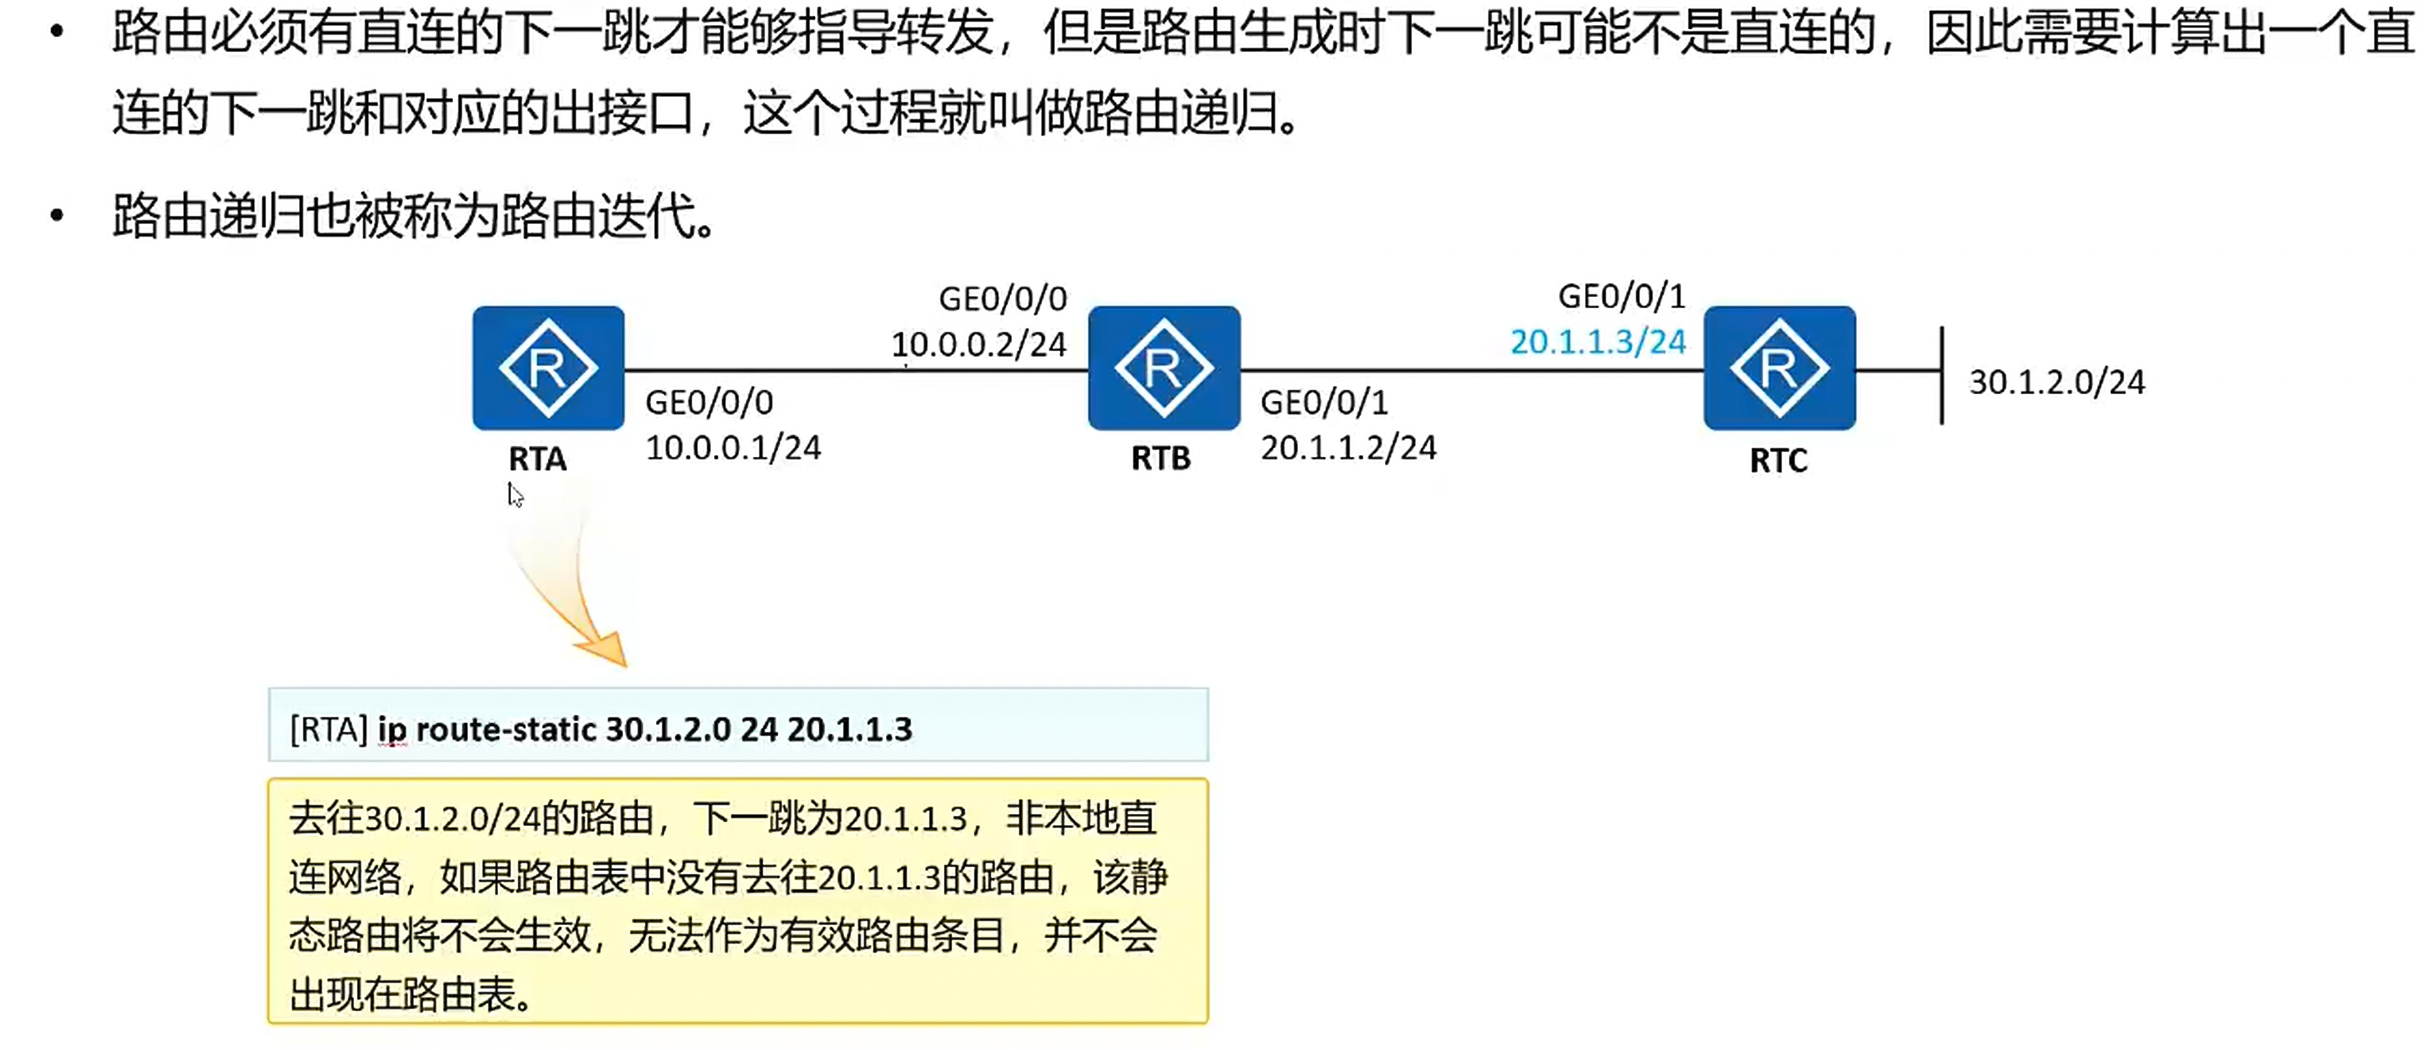 • 路由必须有直连的下一跳才能够指导转发，但是路由生成时下一跳可能不是直连的，因此需要计算出一个直
连的下一跳和对应的出接口，这个过程就叫做路由递归。
• 路由递归也被称为路由迭代。
GE0/0/0
10.0.0.2/24
GE0/0/1
20.1.1.3/24
R
R
R
30.1.2.0/24
GE0/0/0
10.0.0.1/24
GE0/0/1
20.1.1.2/24
RTA
RTB
RTC
[RTA] ip route-static 30.1.2.0 24 20.1.1.3
去往30.1.2.0/24的路由，下一跳为20.1.1.3，非本地直
连网络，如果路由表中没有去往20.1.1.3的路由，该静
态路由将不会生效，无法作为有效路由条目，并不会
出现在路由表。